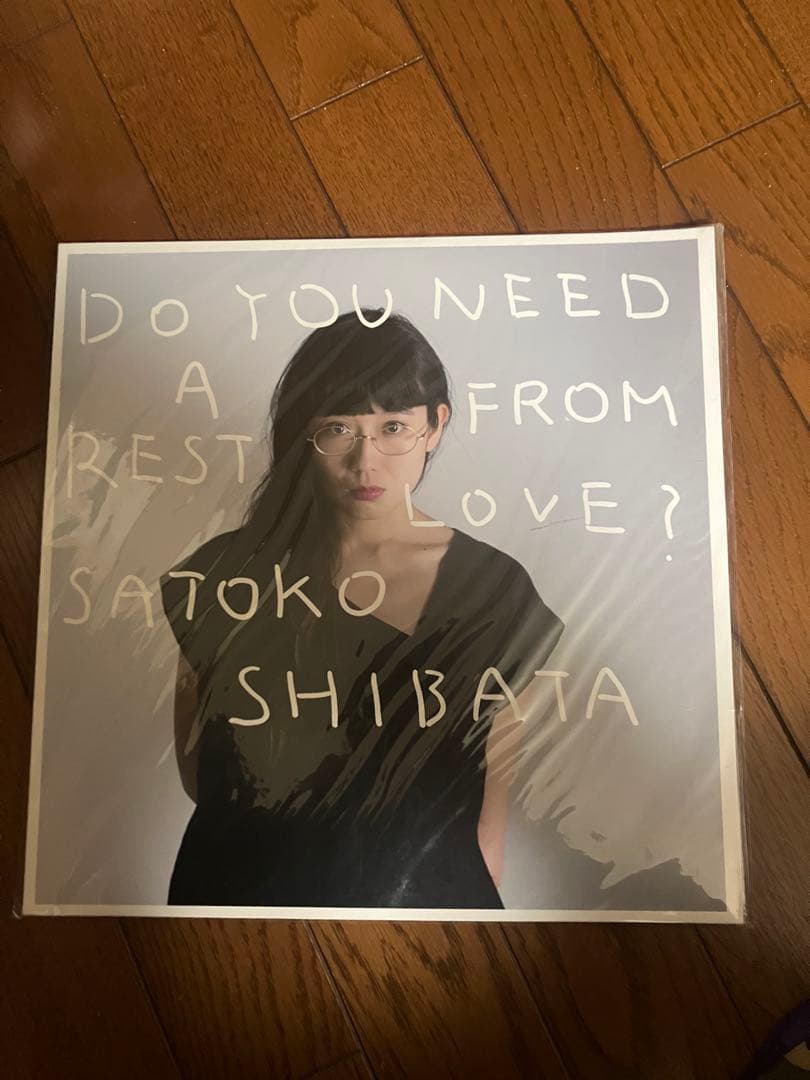 DO YOU NEED
A FROM
REST LOVE?
SATOKO
SHIBATA